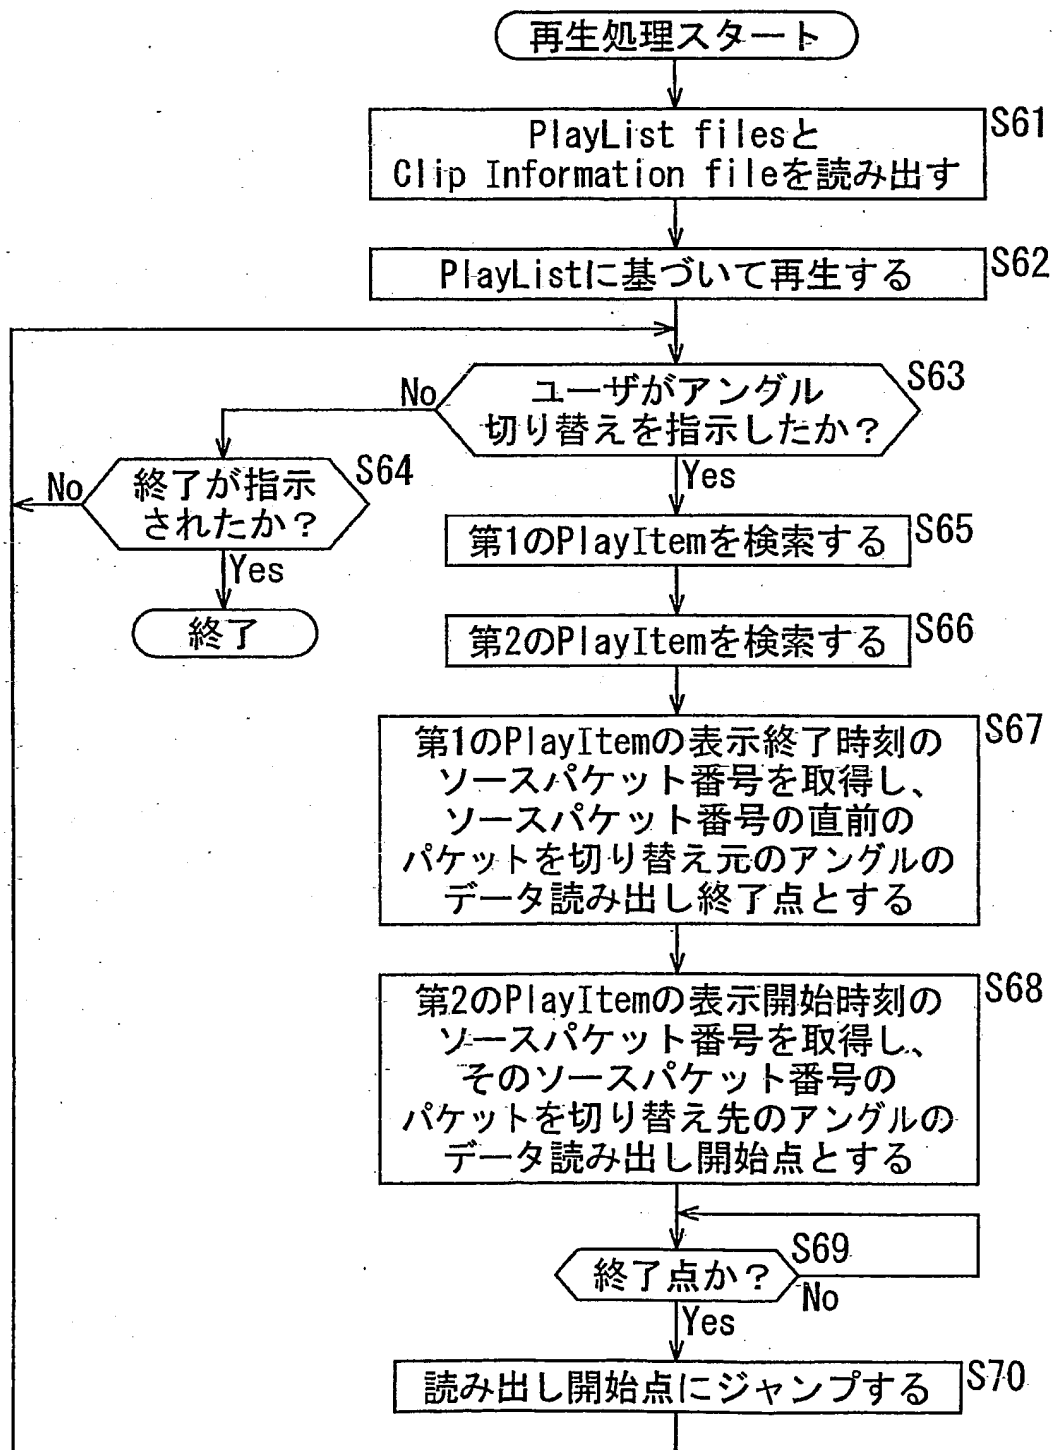 再生処理スタート
S61
PlayList filesと
Clip Information fileを読み出す
S62
PlayListに基づいて再生する
S63
ユーザがアングル
切り替えを指示したか？
No
Yes
S64
終了が指示
されたか？
No
Yes
終了
S65
第1のPlayItemを検索する
S66
第2のPlayItemを検索する
S67
第1のPlayItemの表示終了時刻の
ソースパケット番号を取得し、
ソースパケット番号の直前の
パケットを切り替え元のアングルの
データ読み出し終了点とする
S68
第2のPlayItemの表示開始時刻の
ソースパケット番号を取得し、
そのソースパケット番号の
パケットを切り替え先のアングルの
データ読み出し開始点とする
S69
終了点か？
No
Yes
S70
読み出し開始点にジャンプする